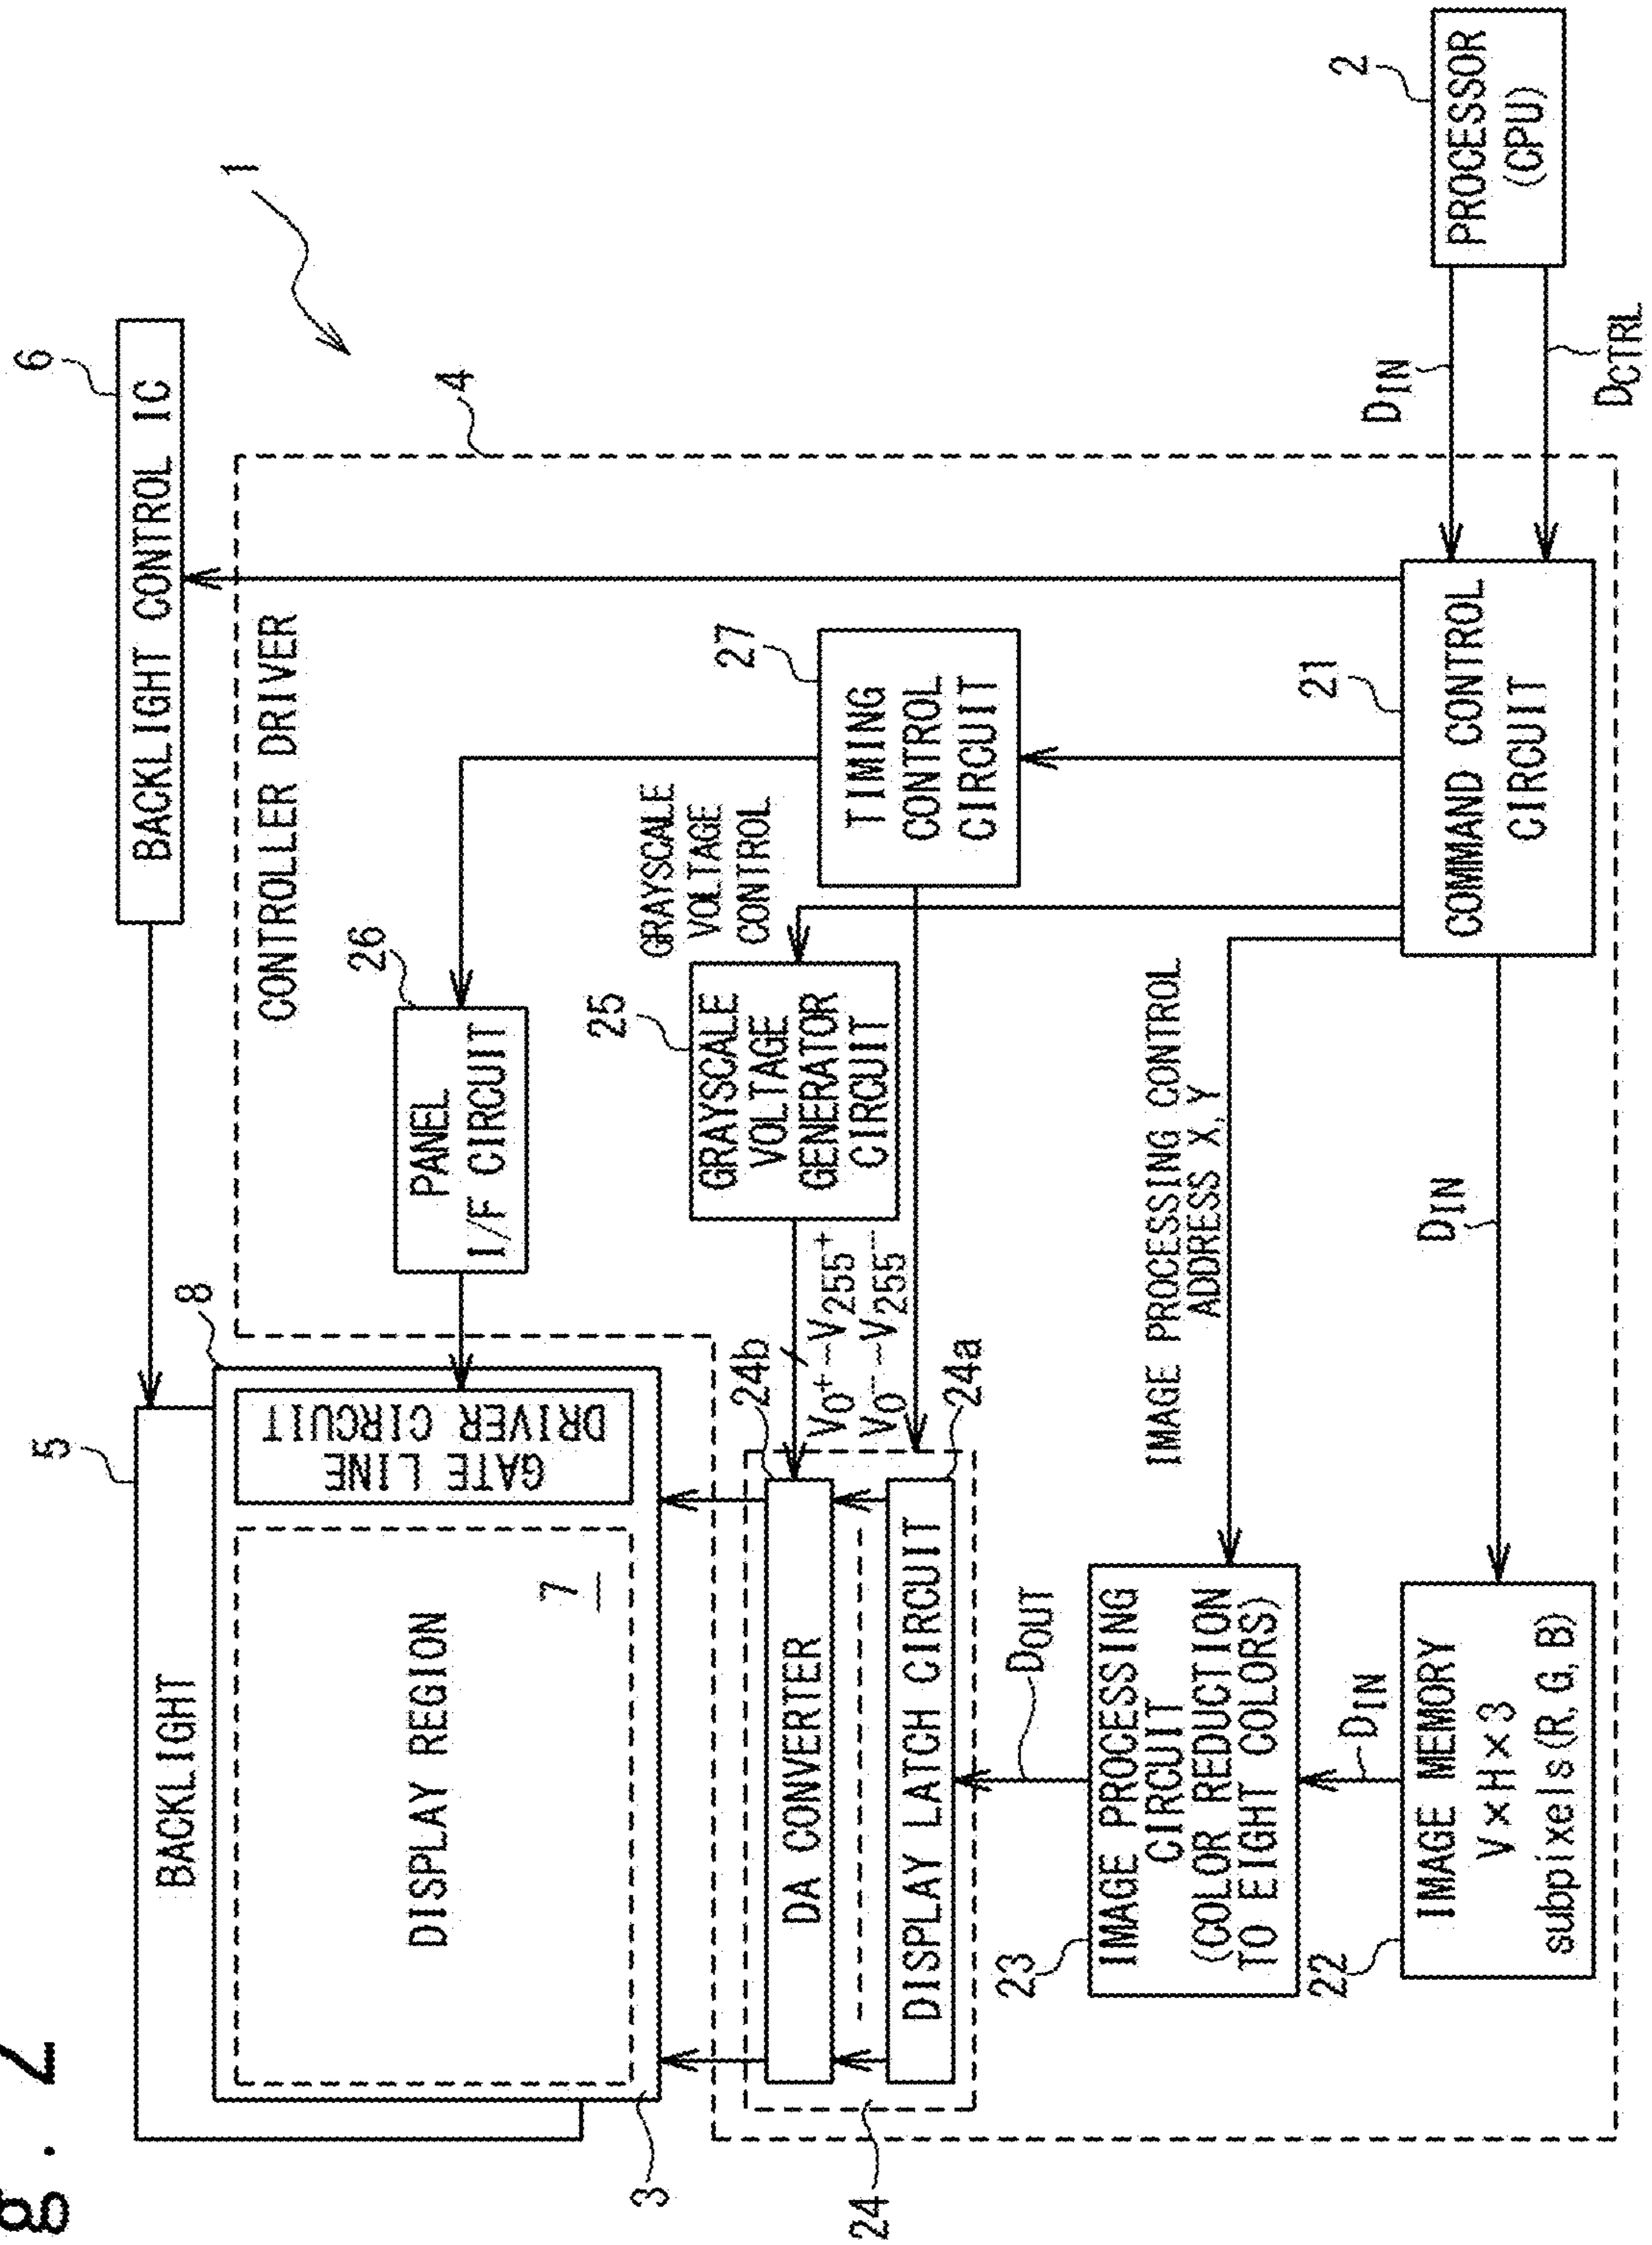 g. 2
1
5
BACKLIGHT
6
BACKLIGHT CONTROL IC
8
DISPLAY REGION
7
GATE LINE
DRIVER CIRCUIT
3
CONTROLLER DRIVER
4
26
PANEL
I/F CIRCUIT
GRAYSCALE
VOLTAGE
CONTROL
25
GRAYSCALE
VOLTAGE
GENERATOR
CIRCUIT
27
TIMING
CONTROL
CIRCUIT
24b
DA CONVERTER
V0+—V255+
V0-—V255-
24a
DISPLAY LATCH CIRCUIT
24
DOUT
23
IMAGE PROCESSING
CIRCUIT
(COLOR REDUCTION
TO EIGHT COLORS)
IMAGE PROCESSING CONTROL
ADDRESS X,Y
DIN
22
IMAGE MEMORY
V×H×3
subpixels(R,G,B)
DIN
21
COMMAND CONTROL
CIRCUIT
DIN
DCTRL
2
PROCESSOR
(CPU)